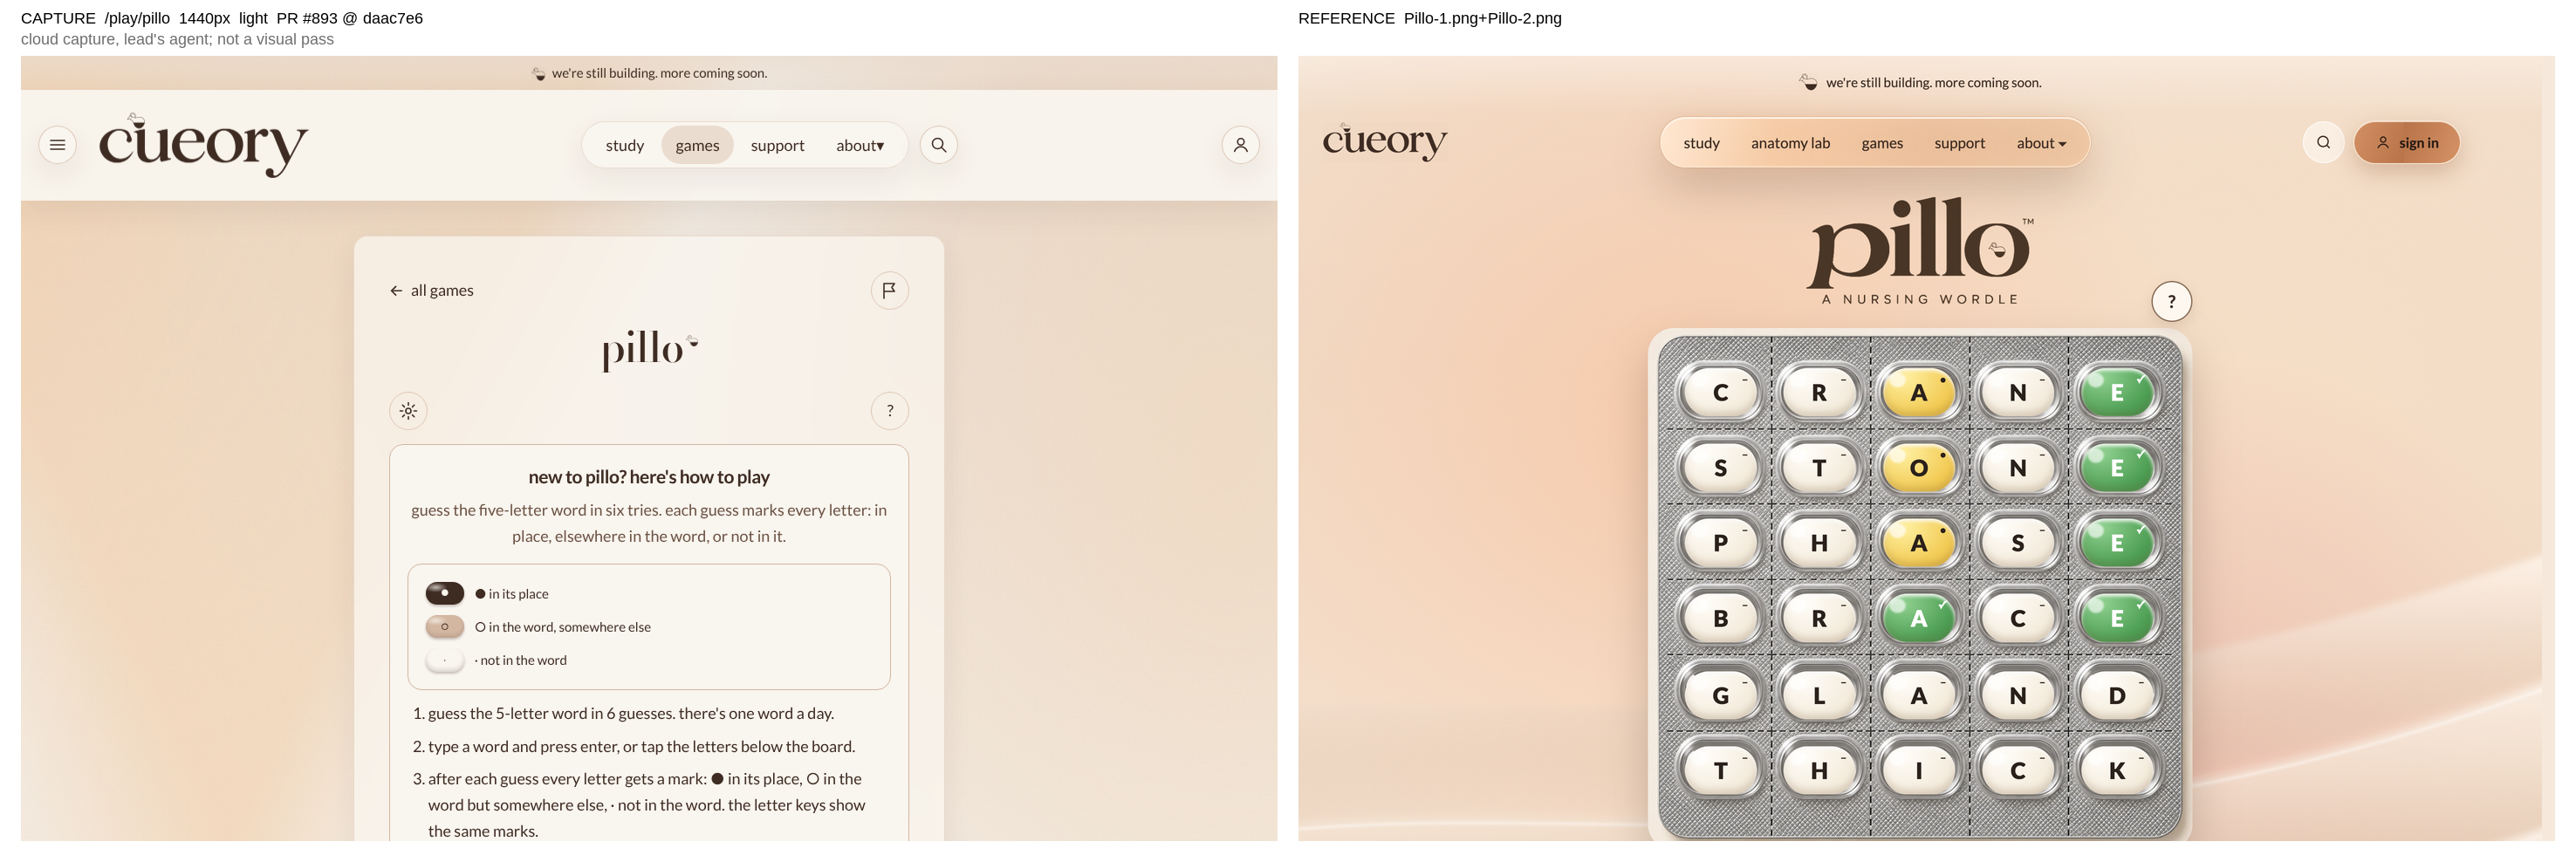 CAPTURE /play/pillo 1440px light PR #893 @ daac7e6
cloud capture, lead's agent; not a visual pass
we're still building. more coming soon.
cueory
study games support about▾
← all games
pillo
?
new to pillo? here's how to play
guess the five-letter word in six tries. each guess marks every letter: in
place, elsewhere in the word, or not in it.
● in its place
○ in the word, somewhere else
· not in the word
1. guess the 5-letter word in 6 guesses. there's one word a day.
2. type a word and press enter, or tap the letters below the board.
3. after each guess every letter gets a mark: ● in its place, ○ in the
word but somewhere else, · not in the word. the letter keys show
the same marks.
REFERENCE Pillo-1.png+Pillo-2.png
we're still building. more coming soon.
cueory
study anatomy lab games support about ▾
sign in
pillo™
A NURSING WORDLE
?
C R A N E
S T O N E
P H A S E
B R A C E
G L A N D
T H I C K